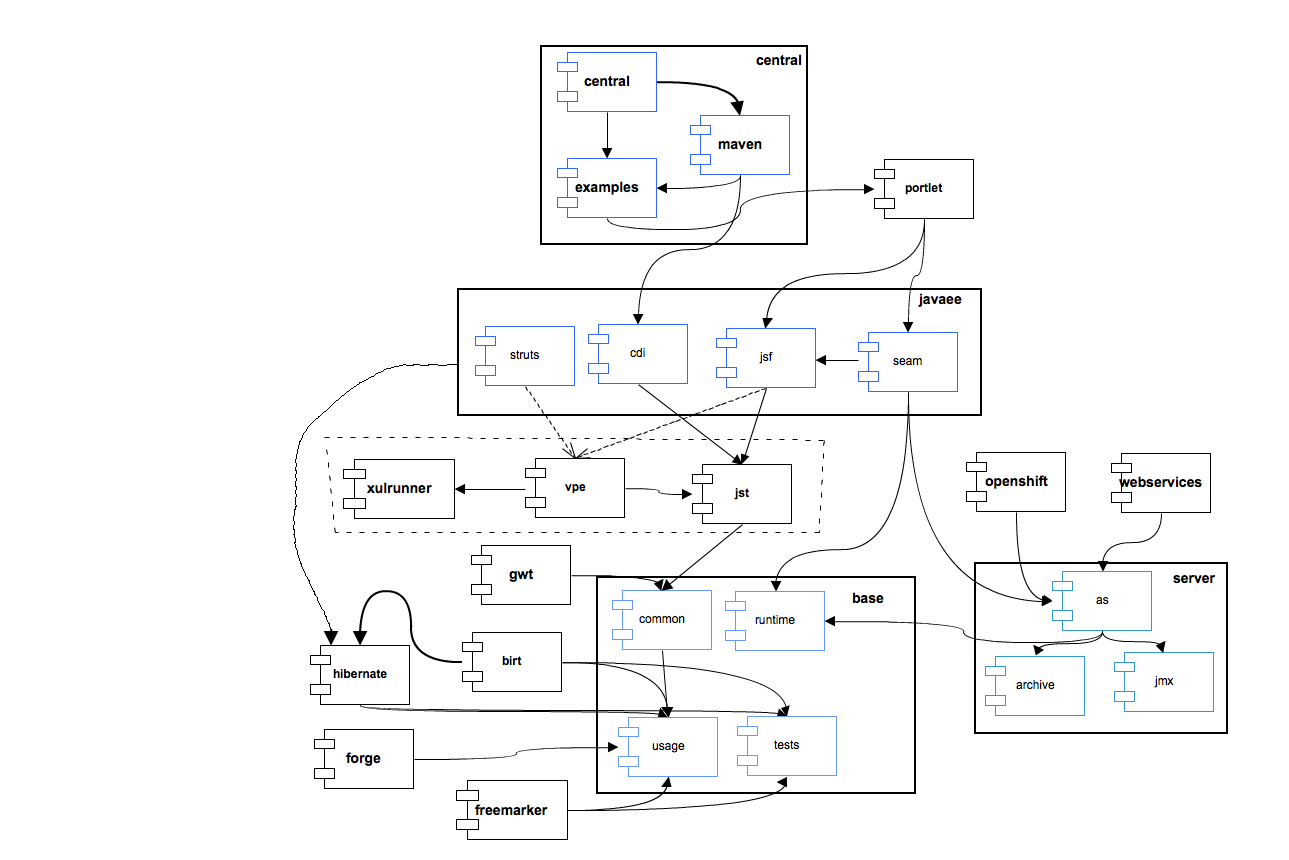 central
central
maven
examples
portlet
javaee
struts
cdi
jsf
seam
xulrunner
vpe
jst
openshift
webservices
gwt
base
server
common
runtime
as
birt
hibernate
archive
jmx
usage
tests
forge
freemarker